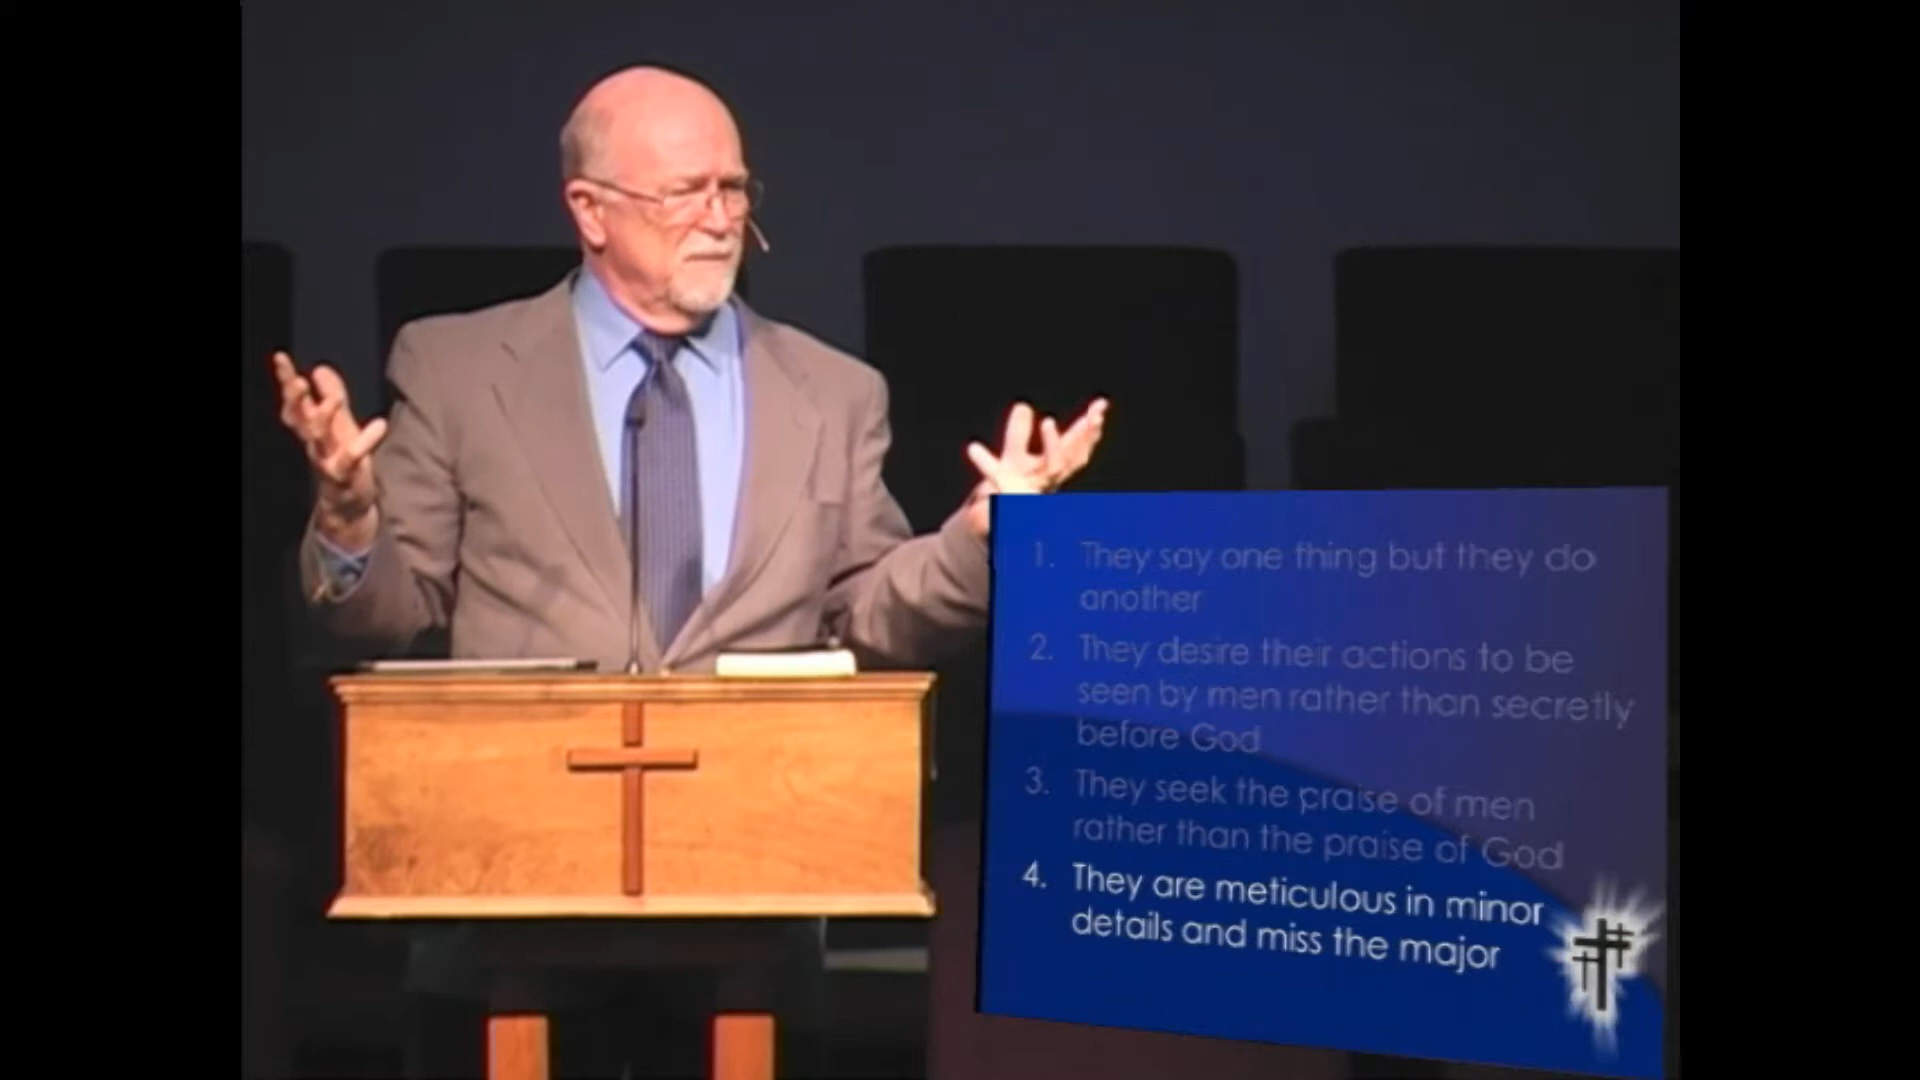 1. They say one thing but they do
another
2. They desire their actions to be
seen by men rather than secretly
before God
3. They seek the praise of men
rather than the praise of God
4. They are meticulous in minor
details and miss the major